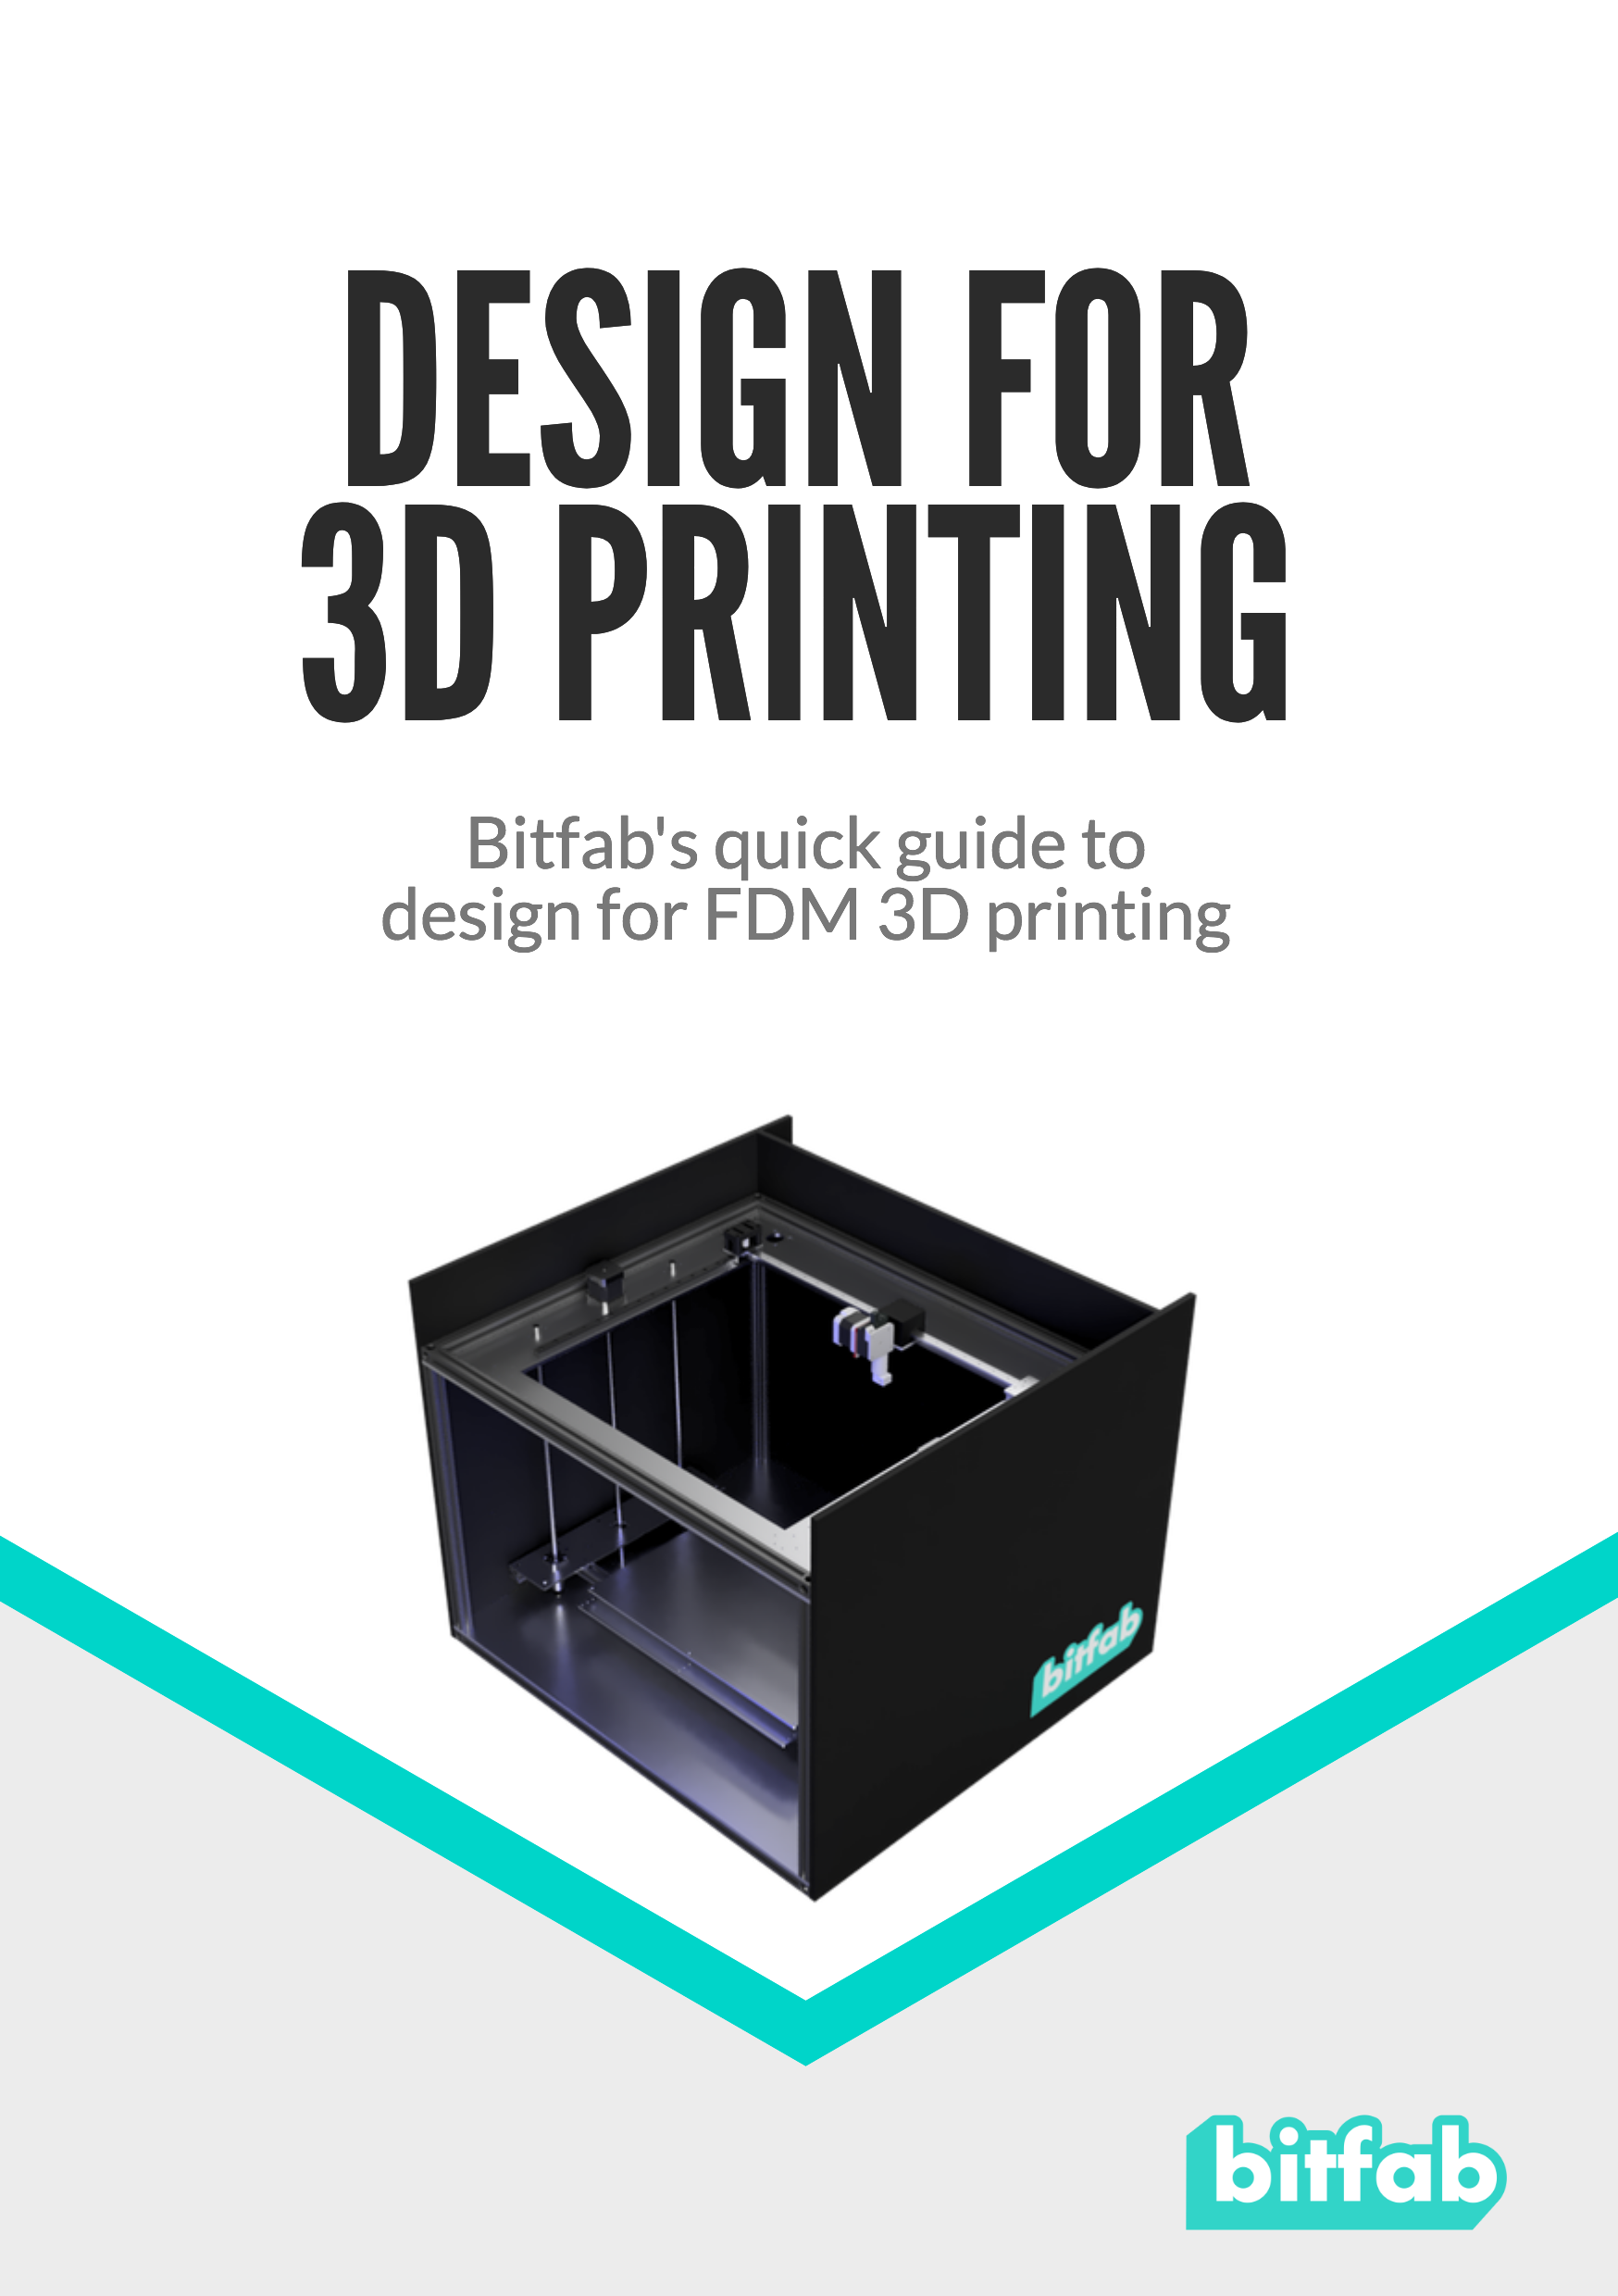 DESIGN FOR
3D PRINTING
Bitfab's quick guide to
design for FDM 3D printing
bitfab
bitfab